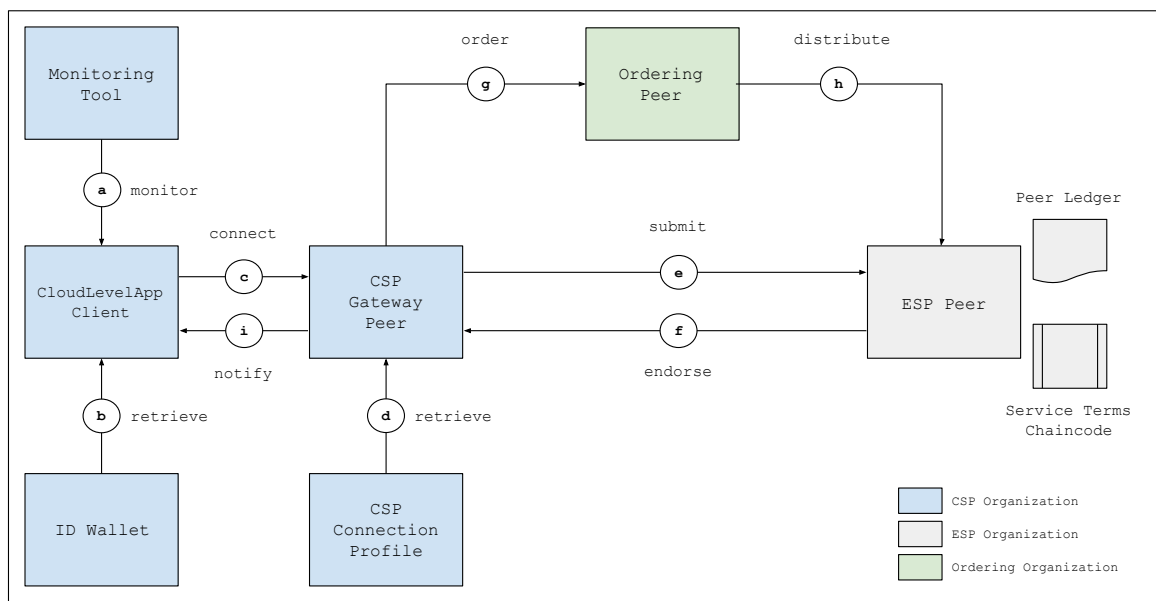 order
distribute
Monitoring
Tool
g
Ordering
Peer
h
a
monitor
Peer Ledger
connect
submit
CloudLevelApp
Client
c
CSP
Gateway
Peer
e
ESP Peer
i
f
notify
endorse
b
retrieve
d
retrieve
Service Terms
Chaincode
ID Wallet
CSP
Connection
Profile
CSP Organization
ESP Organization
Ordering Organization